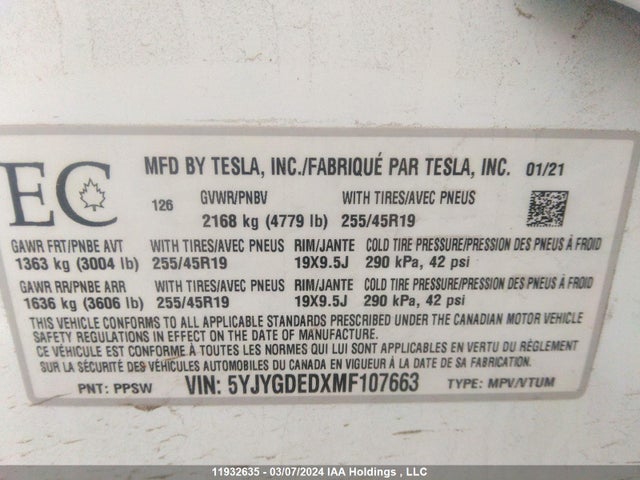 EC
MFD BY TESLA, INC./FABRIQUÉ PAR TESLA, INC. 01/21
126
GVWR/PNBV WITH TIRES/AVEC PNEUS
2168 kg (4779 lb) 255/45R19
GAWR FRT/PNBE AVT WITH TIRES/AVEC PNEUS RIM/JANTE COLD TIRE PRESSURE/PRESSION DES PNEUS À FROID
1363 kg (3004 lb) 255/45R19 19X9.5J 290 kPa, 42 psi
GAWR RR/PNBE ARR WITH TIRES/AVEC PNEUS RIM/JANTE COLD TIRE PRESSURE/PRESSION DES PNEUS À FROID
1636 kg (3606 lb) 255/45R19 19X9.5J 290 kPa, 42 psi
THIS VEHICLE CONFORMS TO ALL APPLICABLE STANDARDS PRESCRIBED UNDER THE CANADIAN MOTOR VEHICLE
SAFETY REGULATIONS IN EFFECT ON THE DATE OF MANUFACTURE.
CE VÉHICULE EST CONFORME À TOUTES LES NORMES QUI LUI SONT APPLICABLES EN VERTU DU RÈGLEMENT
SUR LA SÉCURITÉ DES VÉHICULES AUTOMOBILES DU CANADA EN VIGUEUR À LA DATE DE SA FABRICATION.
PNT: PPSW VIN: 5YJYGDEDXMF107663 TYPE: MPV/VTUM
11932635 - 03/07/2024 IAA Holdings , LLC